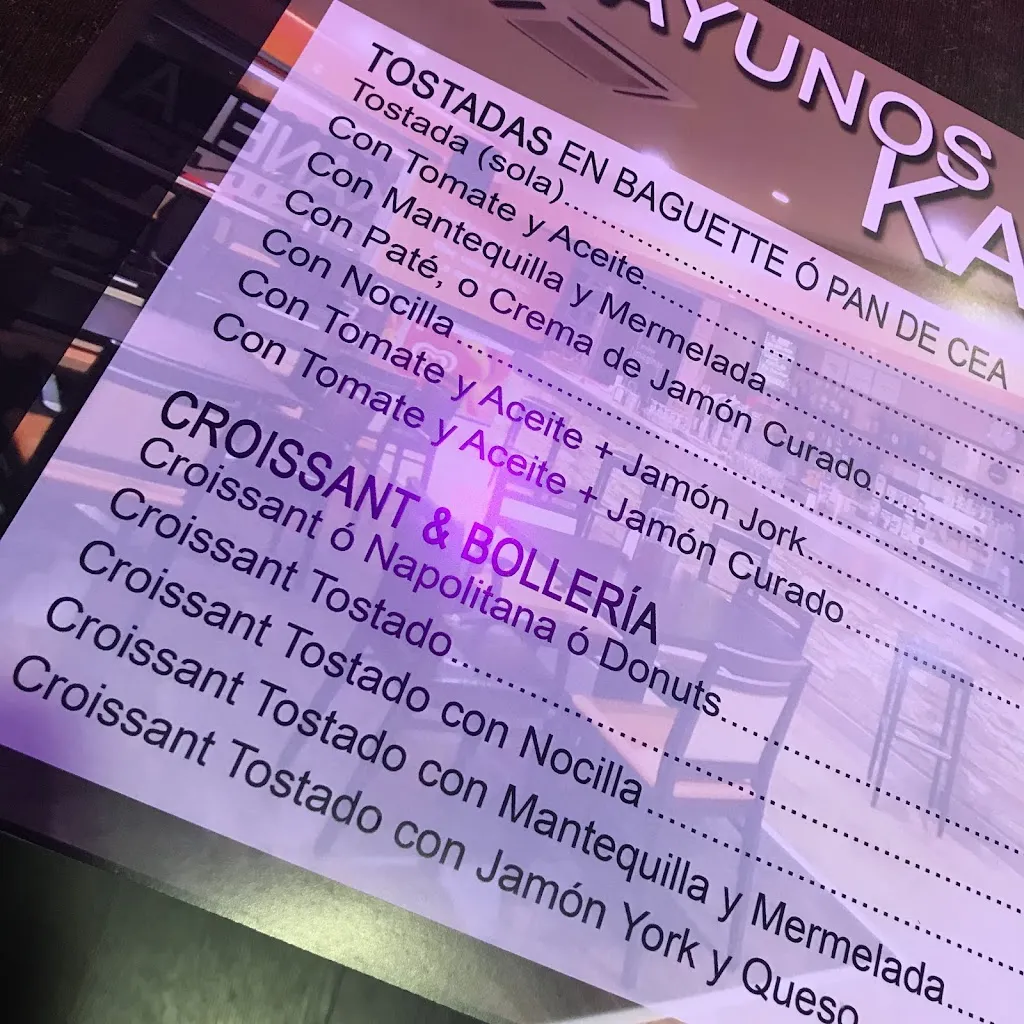 AYUNOS
KA
TOSTADAS EN BAGUETTE Ó PAN DE CEA
Tostada (sola)
Con Tomate y Aceite
Con Mantequilla y Mermelada
Con Paté, o Crema de Jamón Curado
Con Nocilla
Con Tomate y Aceite + Jamón Jork
Con Tomate y Aceite + Jamón Curado
CROISSANT & BOLLERÍA
Croissant ó Napolitana ó Donuts
Croissant Tostado
Croissant Tostado con Nocilla
Croissant Tostado con Mantequilla y Mermelada
Croissant Tostado con Jamón York y Queso